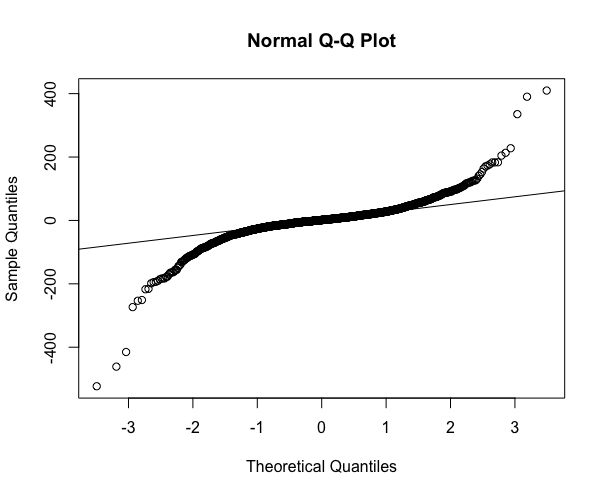 Normal Q-Q Plot
Sample Quantiles
400
200
0
-200
-400
-3 -2 -1 0 1 2 3
Theoretical Quantiles